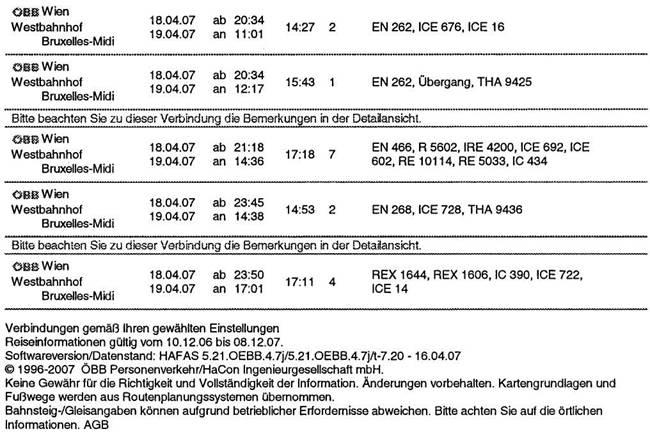 ÖBB Wien 18.04.07 ab 20:34 14:27 2 EN 262, ICE 676, ICE 16
Westbahnhof 19.04.07 an 11:01
Bruxelles-Midi
ÖBB Wien 18.04.07 ab 20:34 15:43 1 EN 262, Übergang, THA 9425
Westbahnhof 19.04.07 an 12:17
Bruxelles-Midi
Bitte beachten Sie zu dieser Verbindung die Bemerkungen in der Detailansicht.
ÖBB Wien 18.04.07 ab 21:18 17:18 7 EN 466, R 5602, IRE 4200, ICE 692, ICE
Westbahnhof 19.04.07 an 14:36 602, RE 10114, RE 5033, IC 434
Bruxelles-Midi
ÖBB Wien 18.04.07 ab 23:45 14:53 2 EN 268, ICE 728, THA 9436
Westbahnhof 19.04.07 an 14:38
Bruxelles-Midi
Bitte beachten Sie zu dieser Verbindung die Bemerkungen in der Detailansicht.
ÖBB Wien 18.04.07 ab 23:50 17:11 4 REX 1644, REX 1606, IC 390, ICE 722,
Westbahnhof 19.04.07 an 17:01 ICE 14
Bruxelles-Midi
Verbindungen gemäß Ihren gewählten Einstellungen
Reiseinformationen gültig vom 10.12.06 bis 08.12.07.
Softwareversion/Datenstand: HAFAS 5.21.OEBB.4.7j/5.21.OEBB.4.7j/t-7.20 - 16.04.07
© 1996-2007 ÖBB Personenverkehr/HaCon Ingenieurgesellschaft mbH.
Keine Gewähr für die Richtigkeit und Vollständigkeit der Information. Änderungen vorbehalten. Kartengrundlagen und
Fußwege werden aus Routenplanungssystemen übernommen.
Bahnsteig-/Gleisangaben können aufgrund betrieblicher Erfordernisse abweichen. Bitte achten Sie auf die örtlichen
Informationen. AGB